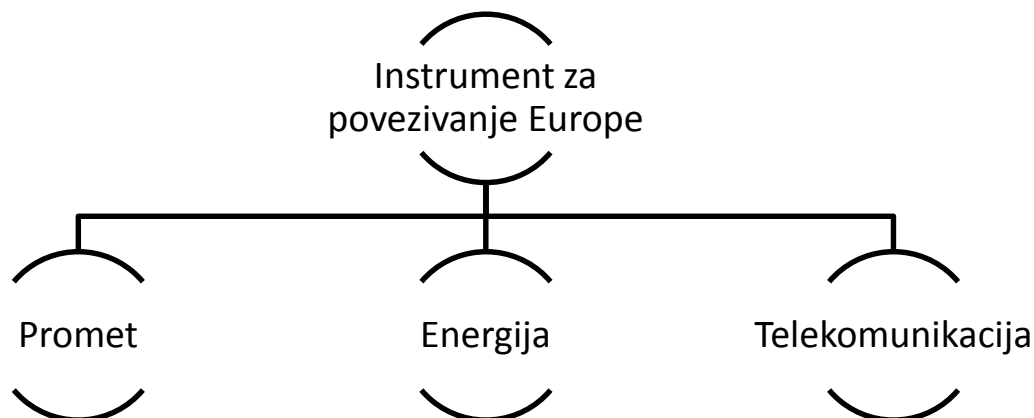 Instrument za
povezivanje Europe
Promet
Energija
Telekomunikacija